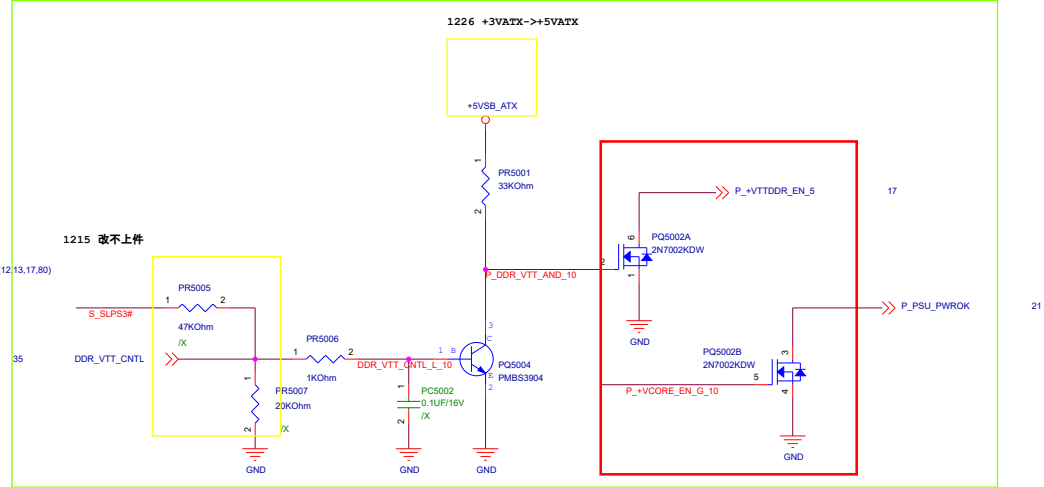 1226 +3VATX->+5VATX
+5VSB_ATX
1
PR5001
33KOhm
2
P_+VTTDDR_EN_5
17
1215 改不上件
6
PQ5002A
2N7002KDW
2
P_DDR_VTT_AND_10
1
GND
(12,13,17,80)
PR5005
1
2
S_SLPS3#
47KOhm
/X
P_PSU_PWROK
21
35
DDR_VTT_CNTL
PR5006
1
2
1KOhm
DDR_VTT_CNTL_L_10
3
C
1
B
PQ5004
PMBS3904
E
2
PQ5002B
2N7002KDW
3
5
4
P_+VCORE_EN_G_10
GND
1
PR5007
20KOhm
2
/X
1
PC5002
0.1UF/16V
/X
2
GND
GND
GND